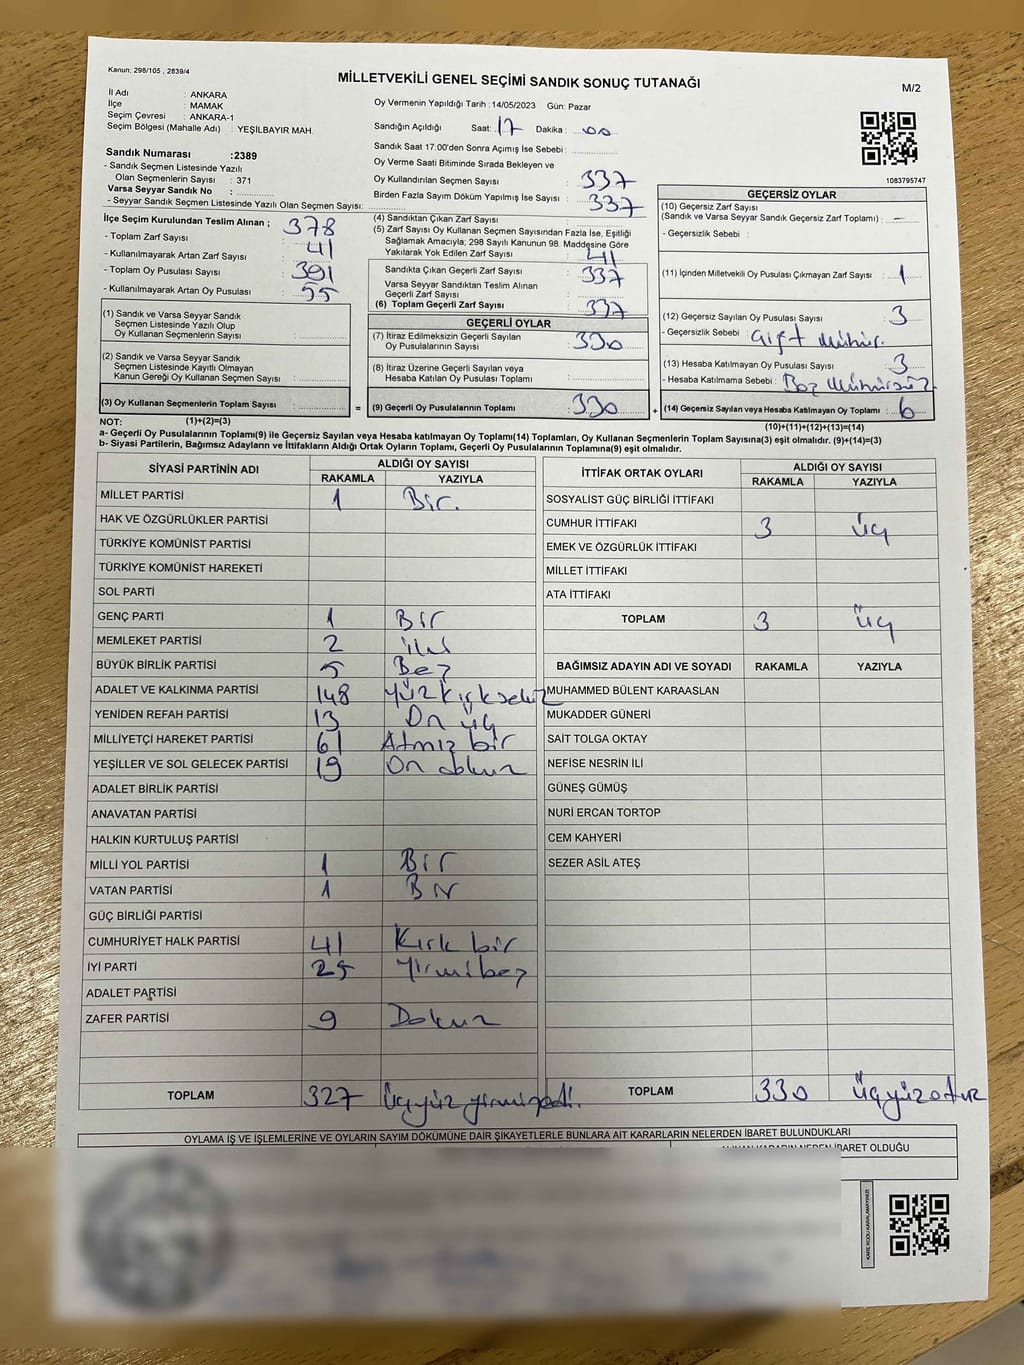 Kanun; 298/105 , 2839/4
MİLLETVEKİLİ GENEL SEÇİMİ SANDIK SONUÇ TUTANAĞI
M/2
İl Adı : ANKARA
İlçe : MAMAK
Seçim Çevresi : ANKARA-1
Seçim Bölgesi (Mahalle Adı) : YEŞİLBAYIR MAH.
Sandık Numarası :2389
- Sandık Seçmen Listesinde Yazılı
Olan Seçmenlerin Sayısı : 371
Varsa Seyyar Sandık No :
- Seyyar Sandık Seçmen Listesinde Yazılı Olan Seçmen Sayısı:
Oy Vermenin Yapıldığı Tarih :14/05/2023 Gün: Pazar
Sandığın Açıldığı Saat: 17 Dakika : 00
Sandık Saat 17:00'den Sonra Açımış İse Sebebi :
Oy Verme Saati Bitiminde Sırada Bekleyen ve
Oy Kullandırılan Seçmen Sayısı : 337
Birden Fazla Sayım Döküm Yapılmış İse Sayısı : 337
1083795747
İlçe Seçim Kurulundan Teslim Alınan ; 378
- Toplam Zarf Sayısı : 41
- Kullanılmayarak Artan Zarf Sayısı :
- Toplam Oy Pusulası Sayısı : 391
- Kullanılmayarak Artan Oy Pusulası : 55
(1) Sandık ve Varsa Seyyar Sandık
Seçmen Listesinde Yazılı Olup
Oy Kullanan Seçmenlerin Sayısı :
(2) Sandık ve Varsa Seyyar Sandık
Seçmen Listesinde Kayıtlı Olmayan
Kanun Gereği Oy Kullanan Seçmen Sayısı :
(3) Oy Kullanan Seçmenlerin Toplam Sayısı :
(4) Sandıktan Çıkan Zarf Sayısı :
(5) Zarf Sayısı Oy Kullanan Seçmen Sayısından Fazla İse, Eşitliği
Sağlamak Amacıyla; 298 Sayılı Kanunun 98. Maddesine Göre
Yakılarak Yok Edilen Zarf Sayısı : 41
Sandıkta Çıkan Geçerli Zarf Sayısı : 337
Varsa Seyyar Sandıktan Teslim Alınan
Geçerli Zarf Sayısı :
(6) Toplam Geçerli Zarf Sayısı : 337
GEÇERLİ OYLAR
(7) İtiraz Edilmeksizin Geçerli Sayılan
Oy Pusulalarının Sayısı : 330
(8) İtiraz Üzerine Geçerli Sayılan veya
Hesaba Katılan Oy Pusulası Toplamı :
= (9) Geçerli Oy Pusulalarının Toplamı : 330 +
GEÇERSİZ OYLAR
(10) Geçersiz Zarf Sayısı
(Sandık ve Varsa Seyyar Sandık Geçersiz Zarf Toplamı) : -
- Geçersizlik Sebebi :
(11) İçinden Milletvekili Oy Pusulası Çıkmayan Zarf Sayısı : 1
(12) Geçersiz Sayılan Oy Pusulası Sayısı : 3
- Geçersizlik Sebebi : Çift Mühür.
(13) Hesaba Katılmayan Oy Pusulası Sayısı : 3
- Hesaba Katılmama Sebebi : Boş Mühürsüz
(14) Geçersiz Sayılan veya Hesaba Katılmayan Oy Toplamı : 6
NOT: (1)+(2)=(3)
(10)+(11)+(12)+(13)=(14)
a- Geçerli Oy Pusulalarının Toplamı(9) ile Geçersiz Sayılan veya Hesaba katılmayan Oy Toplamı(14) Toplamları, Oy Kullanan Seçmenlerin Toplam Sayısına(3) eşit olmalıdır. (9)+(14)=(3)
b- Siyasi Partilerin, Bağımsız Adayların ve İttifakların Aldığı Ortak Oyların Toplamı, Geçerli Oy Pusulalarının Toplamına(9) eşit olmalıdır.
SİYASİ PARTİNİN ADI ALDIĞI OY SAYISI
RAKAMLA YAZIYLA
MİLLET PARTİSİ 1 Bir.
HAK VE ÖZGÜRLÜKLER PARTİSİ
TÜRKİYE KOMÜNİST PARTİSİ
TÜRKİYE KOMÜNİST HAREKETİ
SOL PARTİ
GENÇ PARTİ 1 Bir
MEMLEKET PARTİSİ 2 iki
BÜYÜK BİRLİK PARTİSİ 5 Beş
ADALET VE KALKINMA PARTİSİ 148 Yüz kırksekiz
YENİDEN REFAH PARTİSİ 13 On üç
MİLLİYETÇİ HAREKET PARTİSİ 61 Atmış bir
YEŞİLLER VE SOL GELECEK PARTİSİ 19 On dokuz
ADALET BİRLİK PARTİSİ
ANAVATAN PARTİSİ
HALKIN KURTULUŞ PARTİSİ
MİLLİ YOL PARTİSİ 1 Bir
VATAN PARTİSİ 1 Bir
GÜÇ BİRLİĞİ PARTİSİ
CUMHURİYET HALK PARTİSİ 41 Kırk bir
İYİ PARTİ 25 Yirmibeş
ADALET PARTİSİ
ZAFER PARTİSİ 9 Dokuz
TOPLAM 327 Üçyüz yirmiyedi.
İTTİFAK ORTAK OYLARI ALDIĞI OY SAYISI
RAKAMLA YAZIYLA
SOSYALİST GÜÇ BİRLİĞİ İTTİFAKI
CUMHUR İTTİFAKI 3 Üç
EMEK VE ÖZGÜRLÜK İTTİFAKI
MİLLET İTTİFAKI
ATA İTTİFAKI
TOPLAM 3 Üç
BAĞIMSIZ ADAYIN ADI VE SOYADI RAKAMLA YAZIYLA
MUHAMMED BÜLENT KARAASLAN
MUKADDER GÜNERİ
SAİT TOLGA OKTAY
NEFİSE NESRİN İLİ
GÜNEŞ GÜMÜŞ
NURİ ERCAN TORTOP
CEM KAHYERİ
SEZER ASİL ATEŞ
TOPLAM 330 Üçyüzotuz
OYLAMA İŞ VE İŞLEMLERİNE VE OYLARIN SAYIM DÖKÜMÜNE DAİR ŞİKAYETLERLE BUNLARA AİT KARARLARIN NELERDEN İBARET BULUNDUKLARI
ALINAN KARARIN NEDEN İBARET OLDUĞU